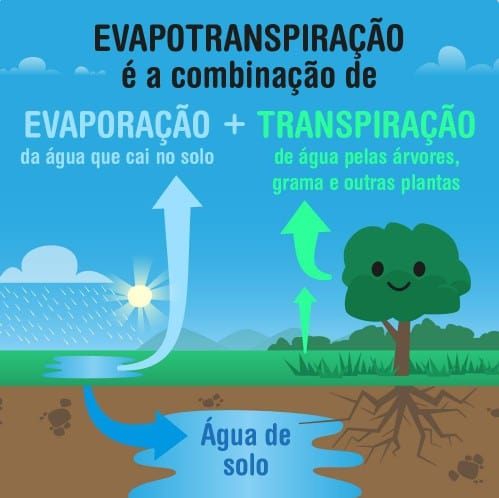 EVAPOTRANSPIRAÇÃO
é a combinação de
EVAPORAÇÃO + TRANSPIRAÇÃO
da água que cai no solo
de água pelas árvores,
grama e outras plantas
Água de
solo